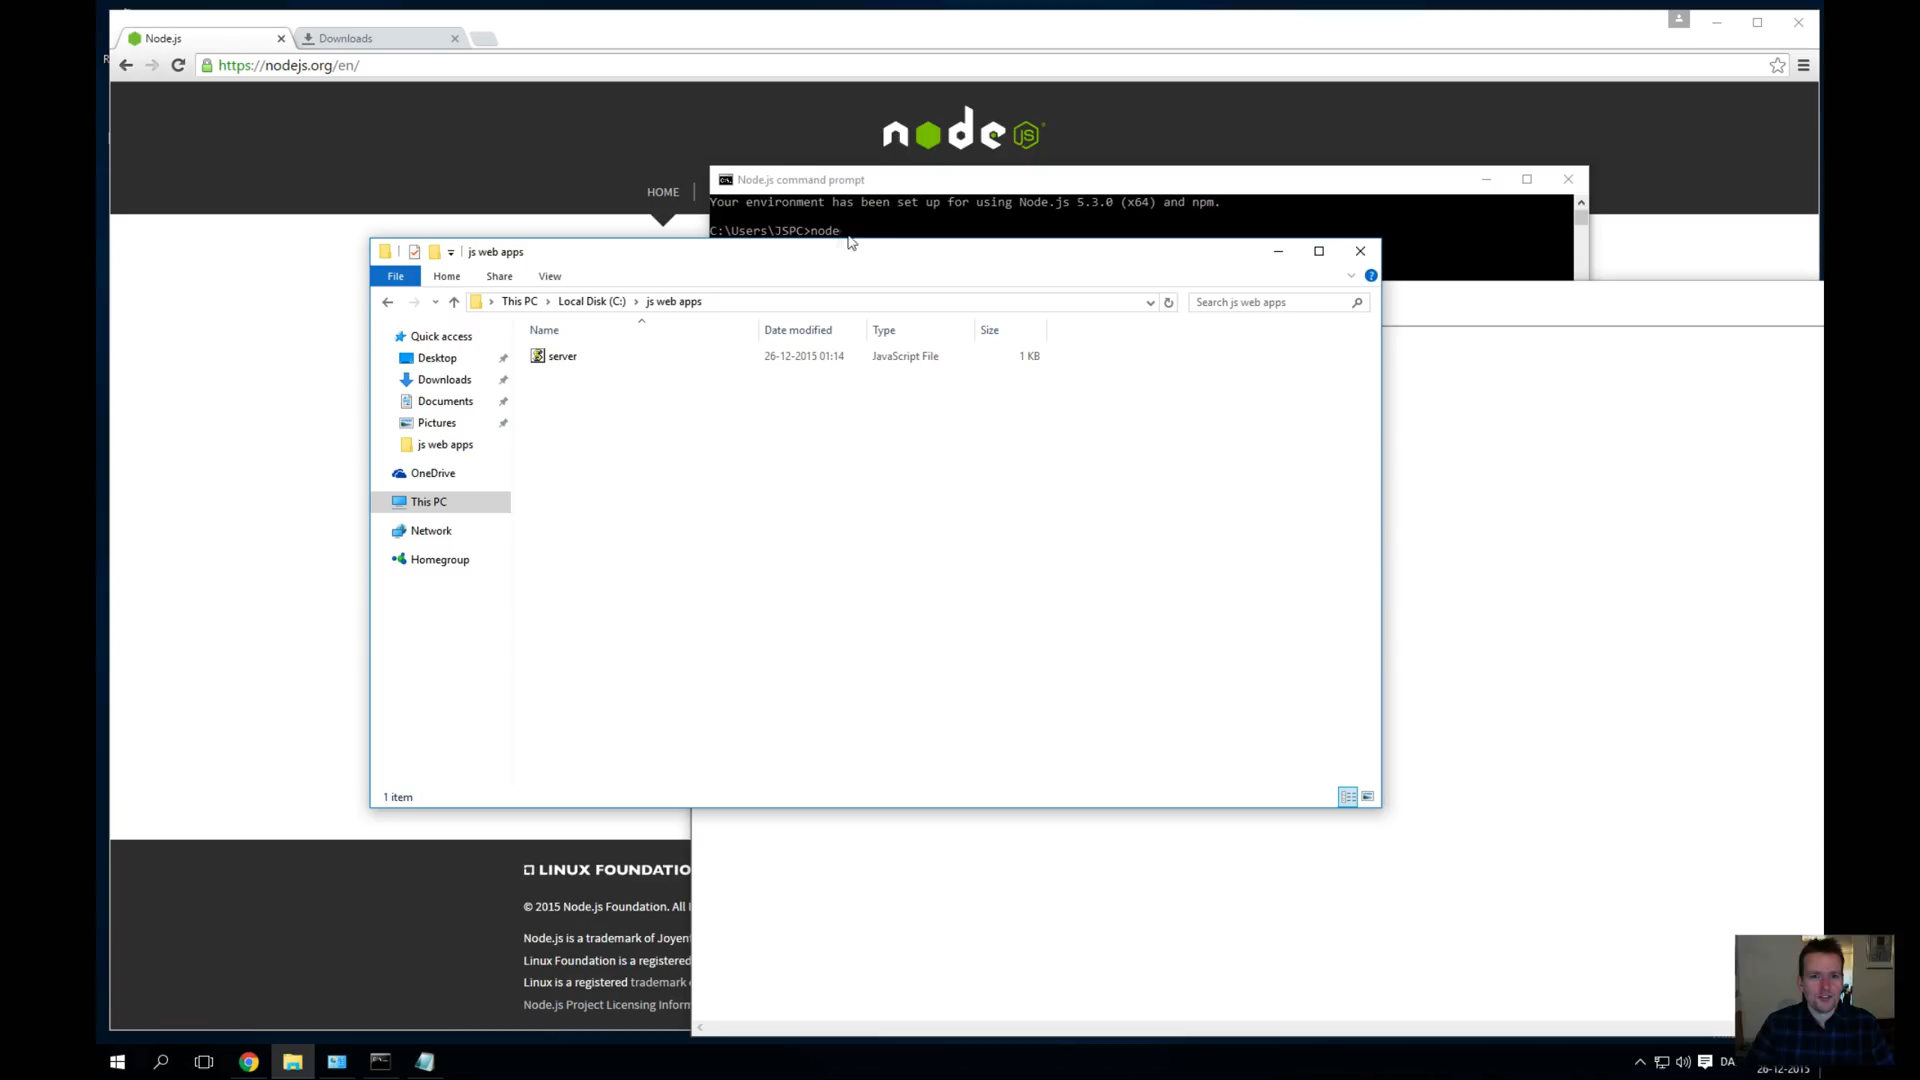 Node.js
Downloads
https://nodejs.org/en/
node JS
HOME
Node.js command prompt
Your environment has been set up for using Node.js 5.3.0 (x64) and npm.
C:\Users\JSPC>node
js web apps
File
Home
Share
View
This PC
Local Disk (C:)
js web apps
Search js web apps
Name
Date modified
Type
Size
server
26-12-2015 01:14
JavaScript File
1 KB
Quick access
Desktop
Downloads
Documents
Pictures
js web apps
OneDrive
This PC
Network
Homegroup
1 item
LINUX FOUNDATIO
© 2015 Node.js Foundation. All
Node.js is a trademark of Joyen
Linux Foundation is a registered
Linux is a registered trademark
Node.js Project Licensing Inform
DA
26-12-2015